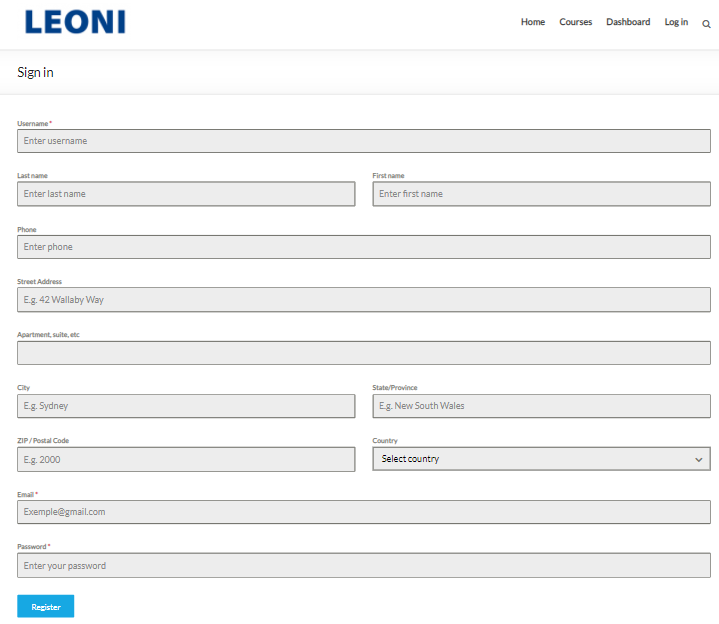 LEONI
Home Courses Dashboard Log in
Sign in
Username *
Enter username
Last name First name
Enter last name Enter first name
Phone
Enter phone
Street Address
E.g. 42 Wallaby Way
Apartment, suite, etc
City State/Province
E.g. Sydney E.g. New South Wales
ZIP / Postal Code Country
E.g. 2000 Select country
Email *
Exemple@gmail.com
Password *
Enter your password
Register